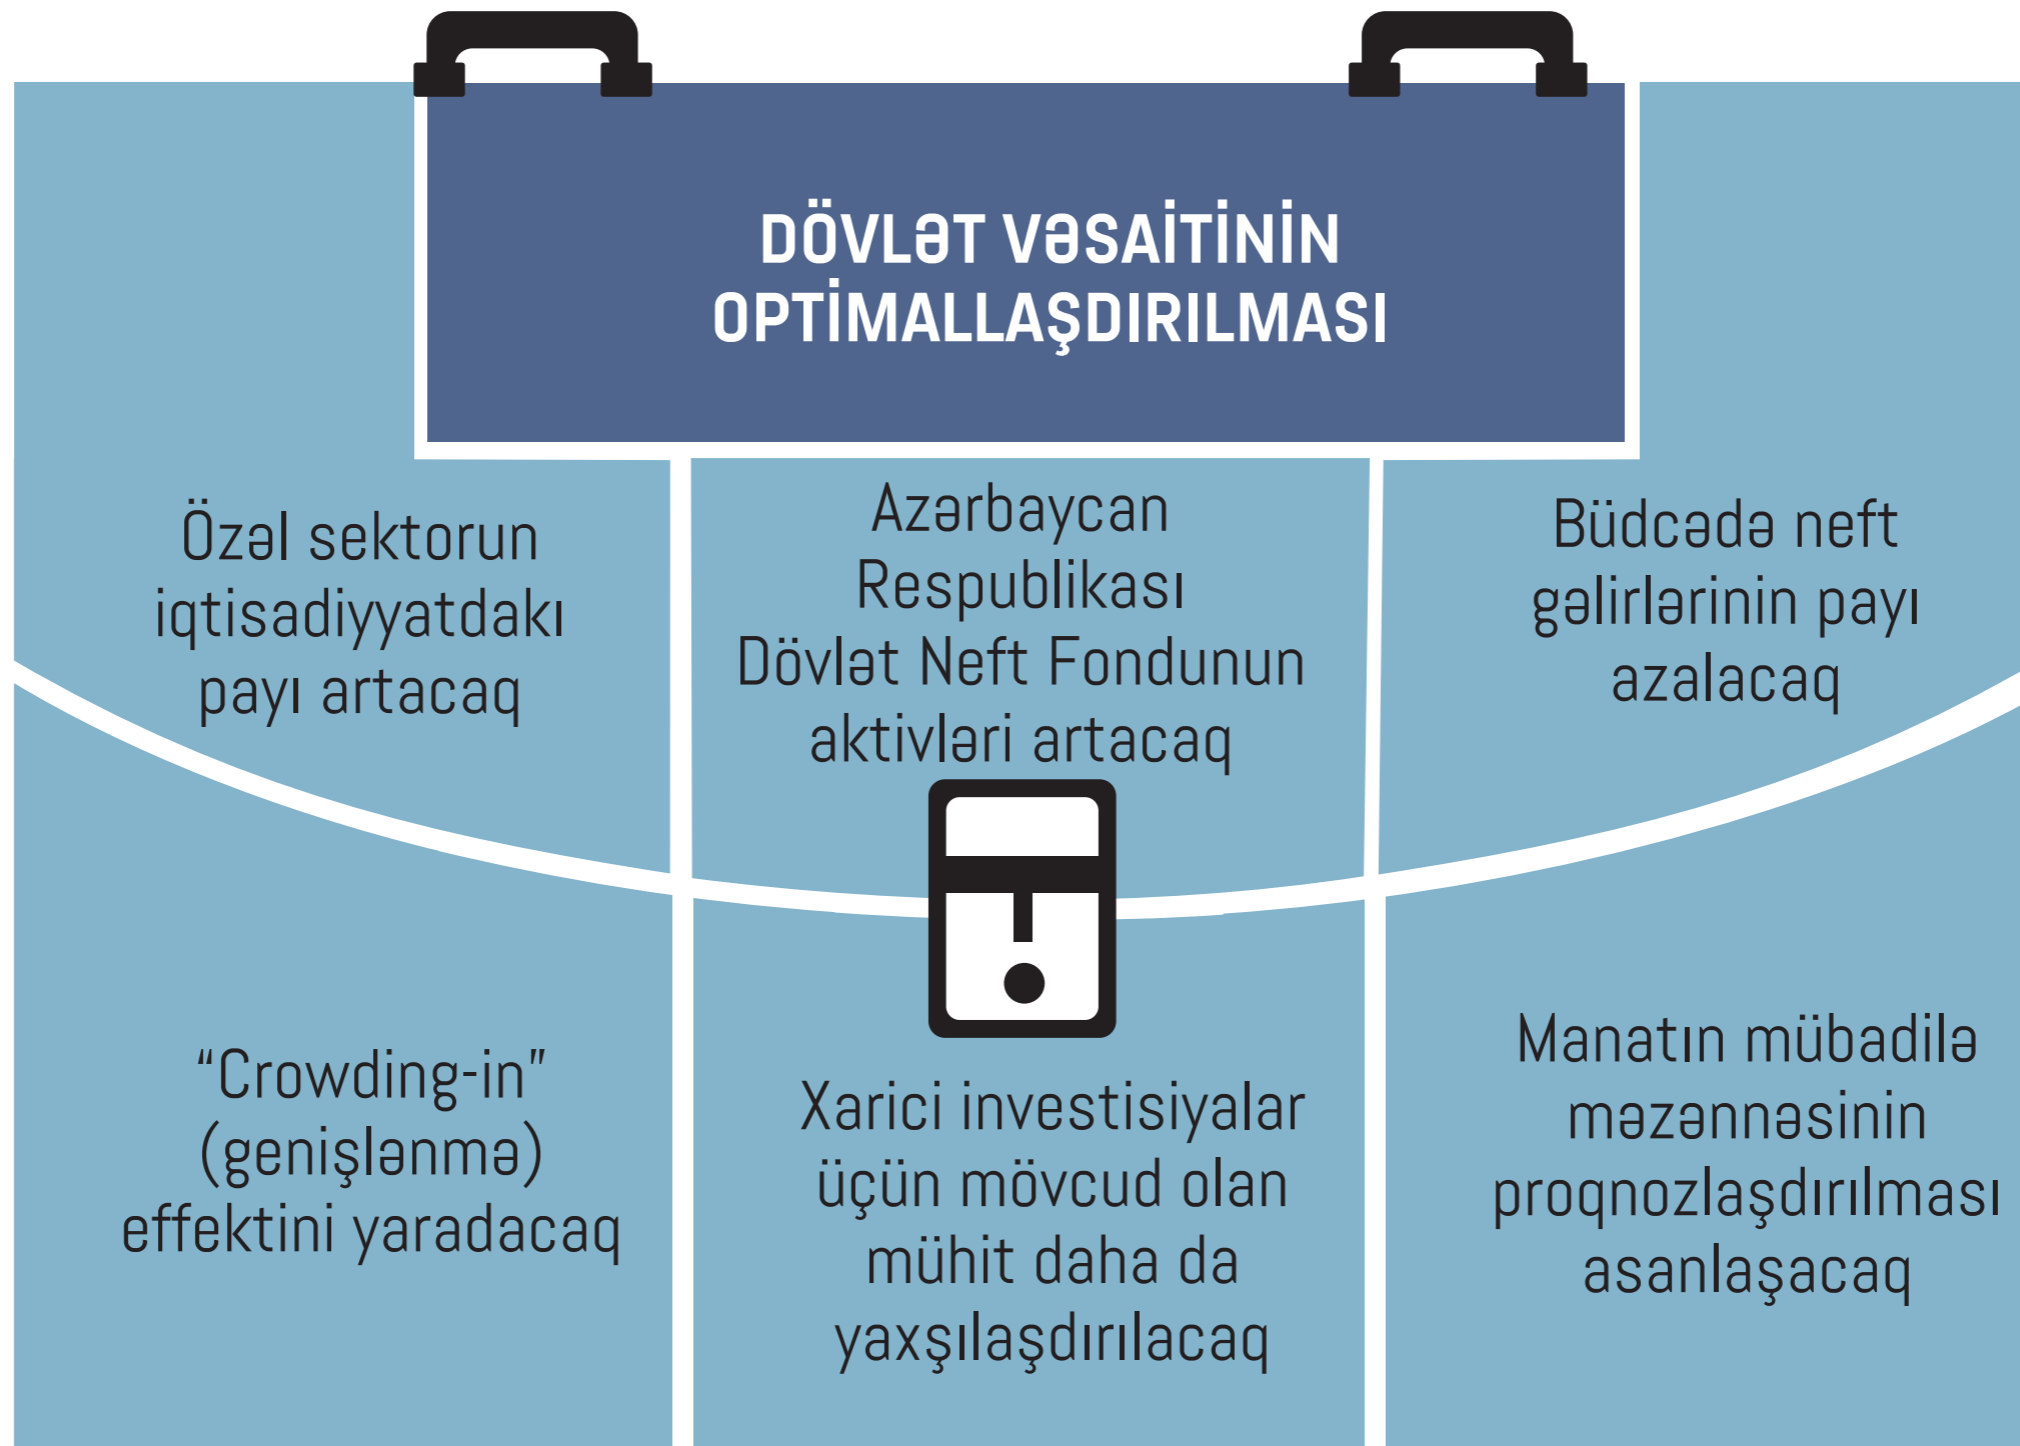 DÖVLƏT VƏSAİTİNİN
OPTİMALLAŞDIRILMASI
Özəl sektorun
iqtisadiyyatdakı
payı artacaq
Azərbaycan
Respublikası
Dövlət Neft Fondunun
aktivləri artacaq
Büdcədə neft
gəlirlərinin payı
azalacaq
“Crowding-in”
(genişlənmə)
effektini yaradacaq
Xarici investisiyalar
üçün mövcud olan
mühit daha da
yaxşılaşdırılacaq
Manatın mübadilə
məzənnəsinin
proqnozlaşdırılması
asanlaşacaq